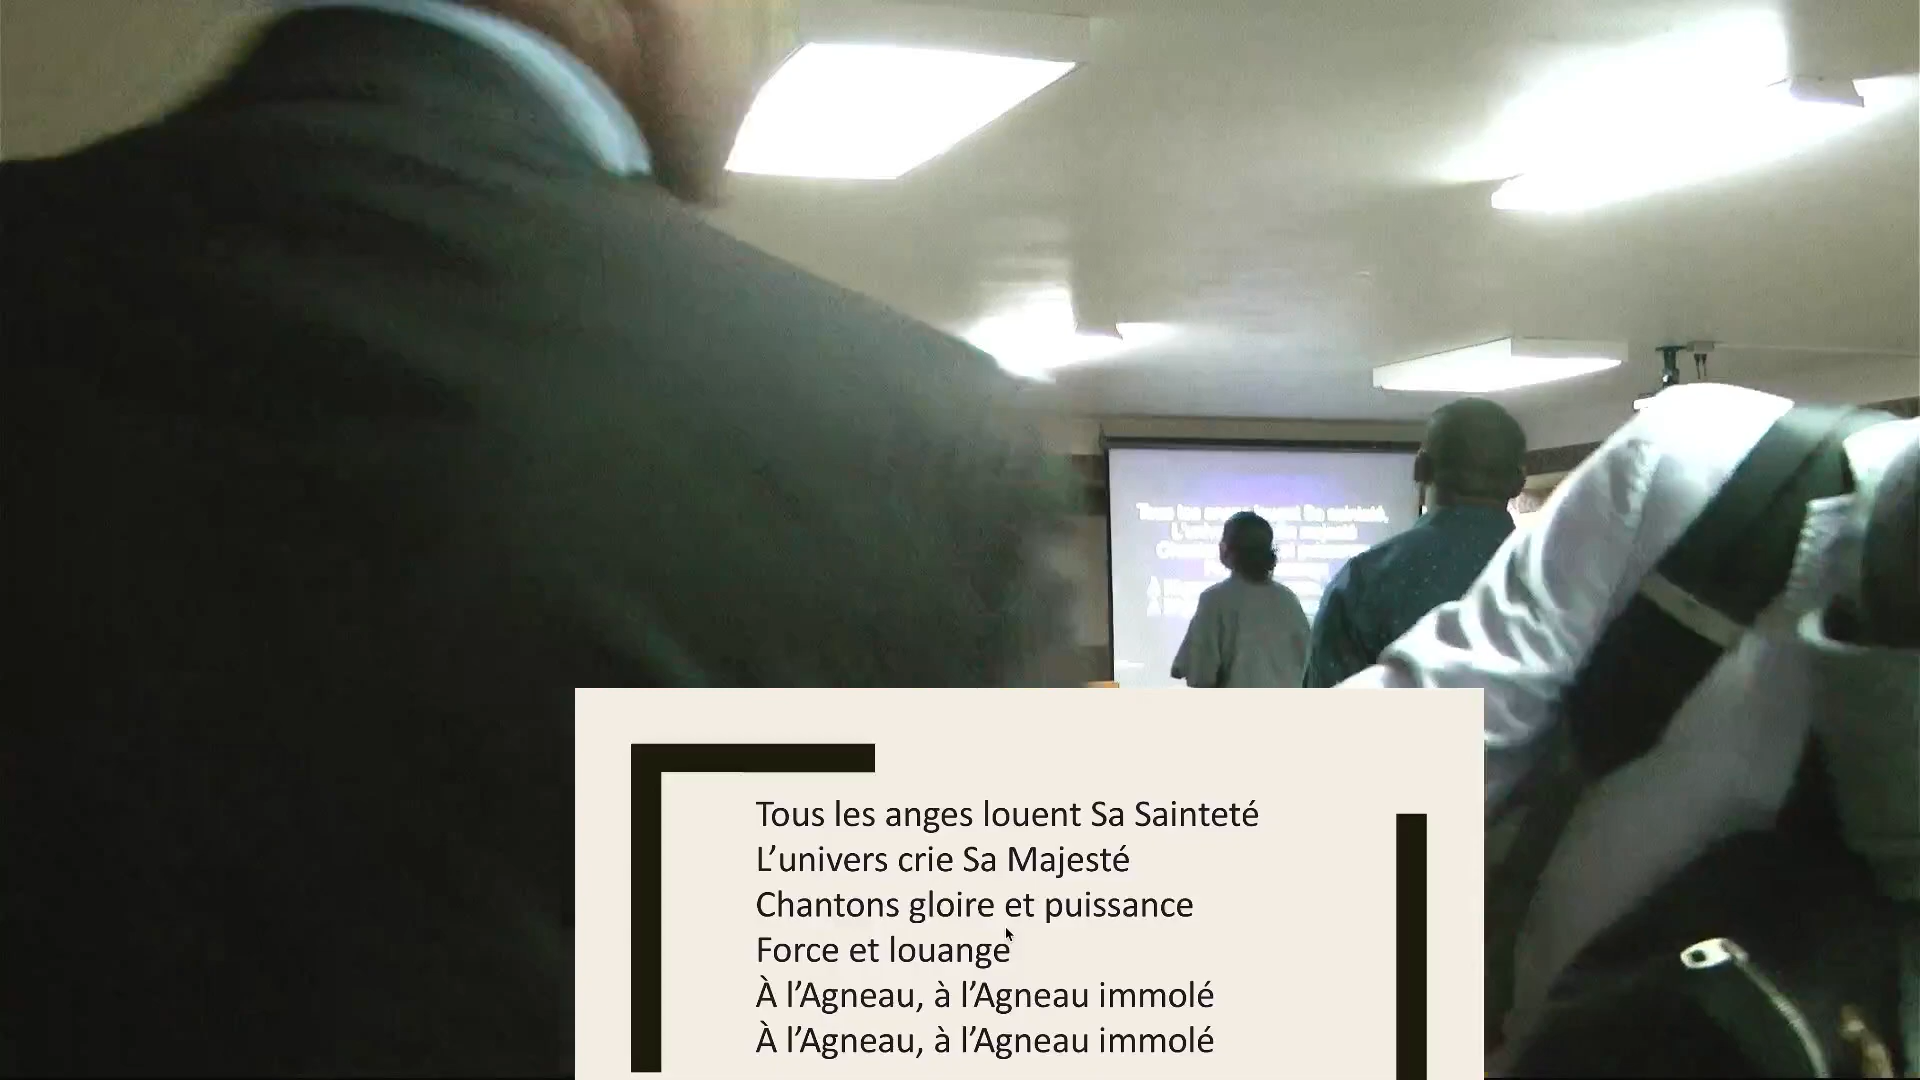 Tous les anges louent Sa Sainteté
L’univers crie Sa Majesté
Chantons gloire et puissance
Force et louange
À l’Agneau, à l’Agneau immolé
À l’Agneau, à l’Agneau immolé